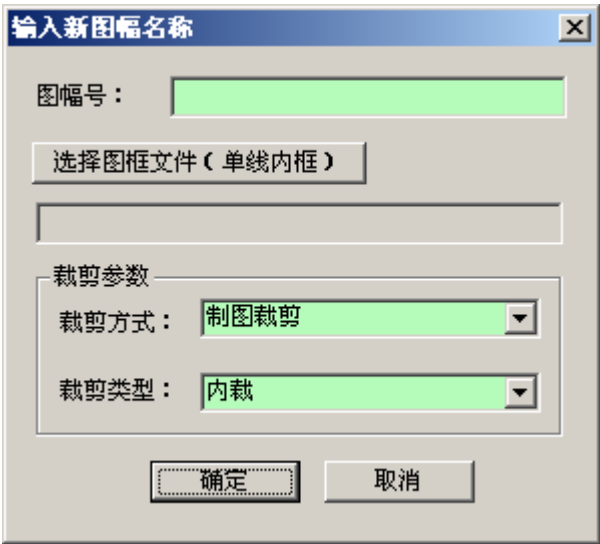 输入新图幅名称
图幅号：
选择图框文件（单线内框）
裁剪参数
裁剪方式： 制图裁剪
裁剪类型： 内裁
确定 取消